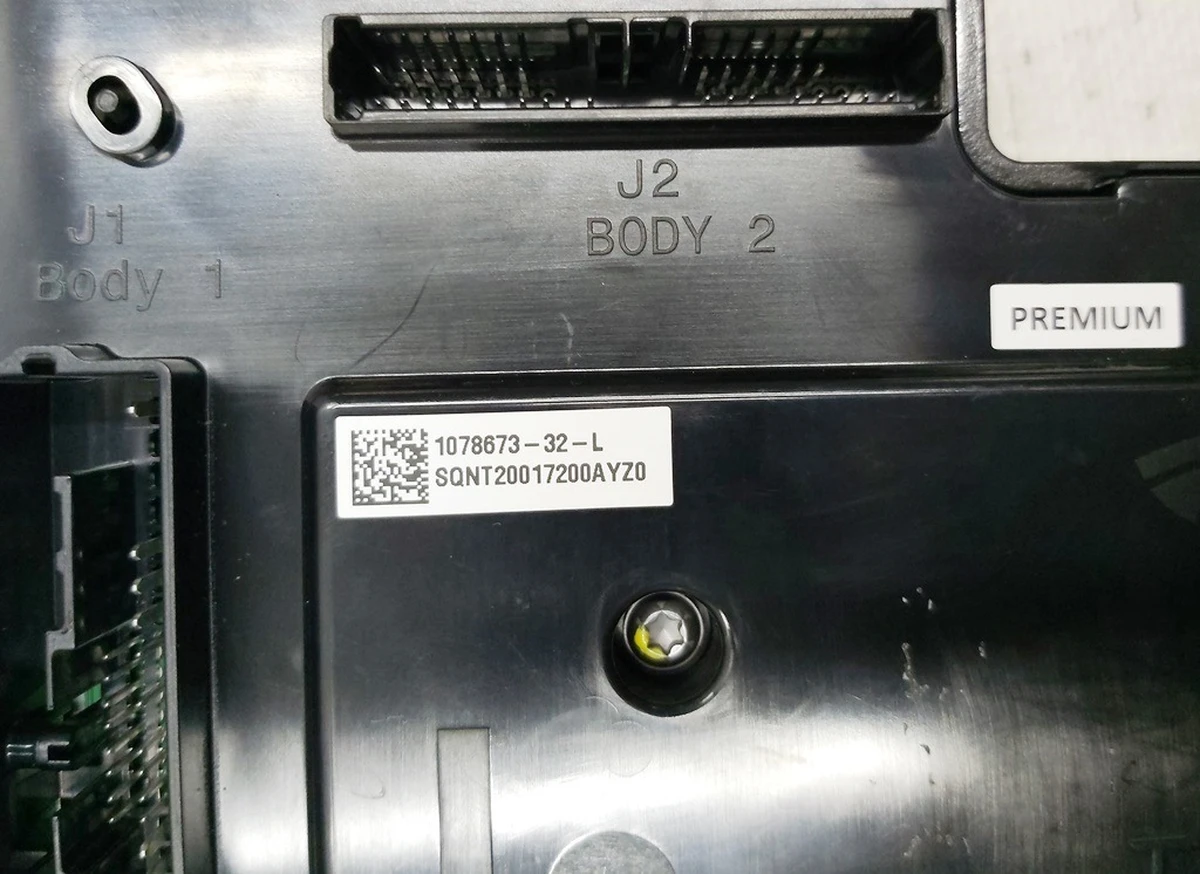 J2
BODY 2
J1
Body 1
PREMIUM
1078673-32-L
SQNT20017200AYZ0